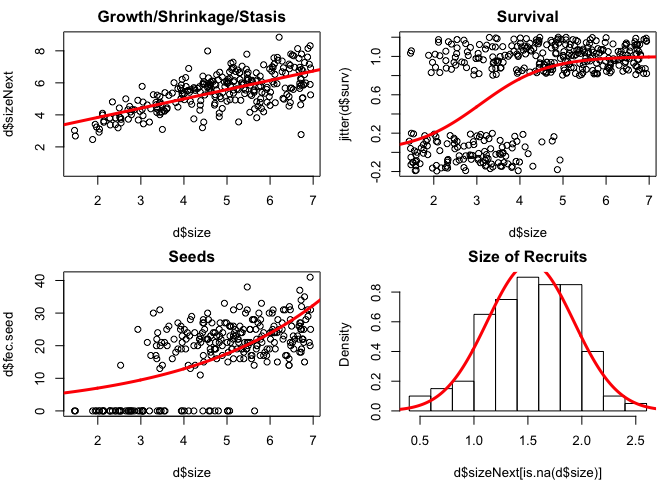 Growth/Shrinkage/Stasis
d$sizeNext
8
6
4
2
2 3 4 5 6 7
d$size
Survival
jitter(d$surv)
1.0
0.6
0.2
-0.2
2 3 4 5 6 7
d$size
Seeds
d$fec.seed
40
30
20
10
0
2 3 4 5 6 7
d$size
Size of Recruits
Density
0.8
0.6
0.4
0.2
0.0
0.5 1.0 1.5 2.0 2.5
d$sizeNext[is.na(d$size)]